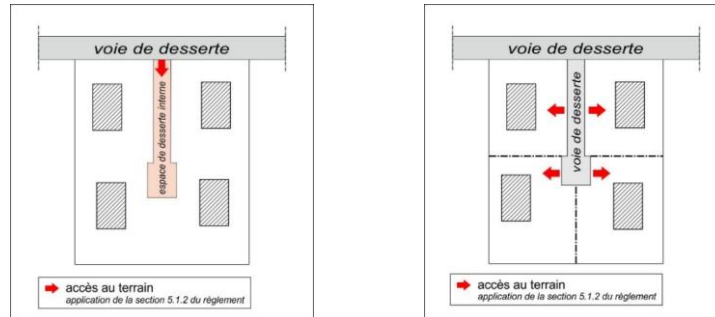 voie de desserte
espace de desserte interne
accès au terrain
application de la section 5.1.2 du règlement
voie de desserte
voie de desserte
accès au terrain
application de la section 5.1.2 du règlement